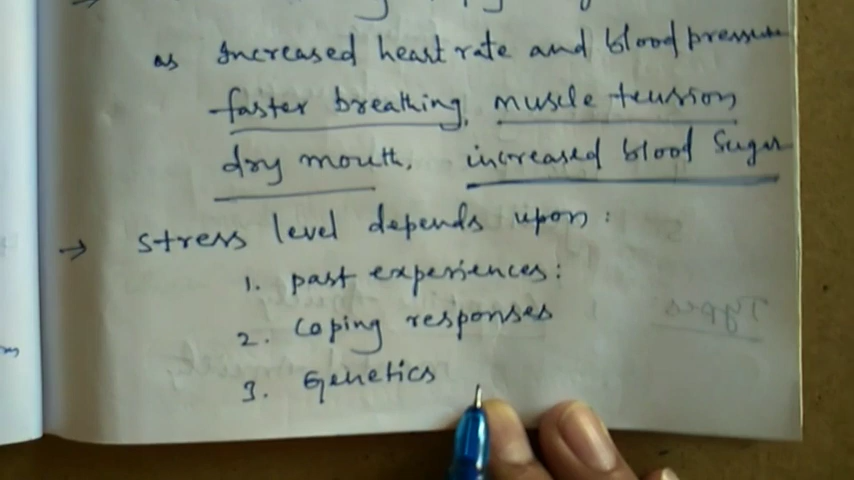 as increased heart rate and blood pressure
faster breathing, muscle tension
dry mouth, increased blood sugar
→ stress level depends upon:
1. past experiences:
2. Coping responses
3. Genetics
Types